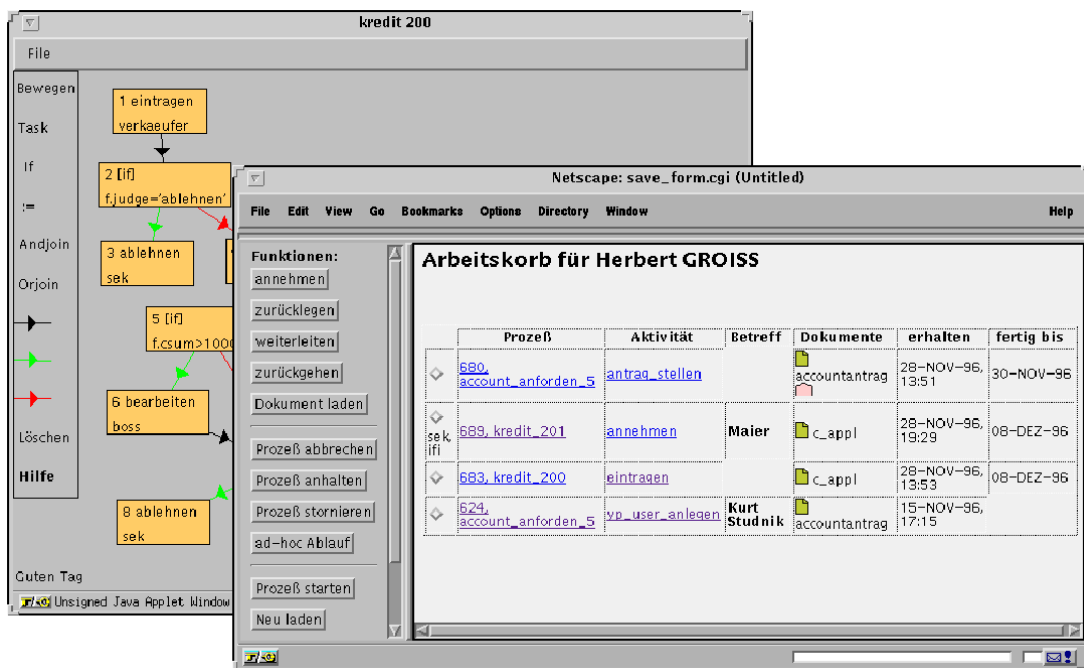 kredit 200
File
Bewegen
Task
If
:=
Andjoin
Orjoin
Löschen
Hilfe
1 eintragen
verkaeufer
2 [if]
f.judge='ablehnen'
3 ablehnen
sek
5 [if]
f.csum>1000
6 bearbeiten
boss
8 ablehnen
sek
Guten Tag
Unsigned Java Applet Window
Netscape: save_form.cgi (Untitled)
File Edit View Go Bookmarks Options Directory Window Help
Funktionen:
annehmen
zurücklegen
weiterleiten
zurückgehen
Dokument laden
Prozeß abbrechen
Prozeß anhalten
Prozeß stornieren
ad-hoc Ablauf
Prozeß starten
Neu laden
Arbeitskorb für Herbert GROISS
Prozeß Aktivität Betreff Dokumente erhalten fertig bis
680,
account_anforden_5 antrag_stellen accountantrag 28-NOV-96,
13:51 30-NOV-96
sek,
ifi 689, kredit_201 annehmen Maier c_appl 28-NOV-96,
19:29 08-DEZ-96
683, kredit_200 eintragen c_appl 28-NOV-96,
13:53 08-DEZ-96
624,
account_anforden_5 yp_user_anlegen Kurt
Studnik accountantrag 15-NOV-96,
17:15